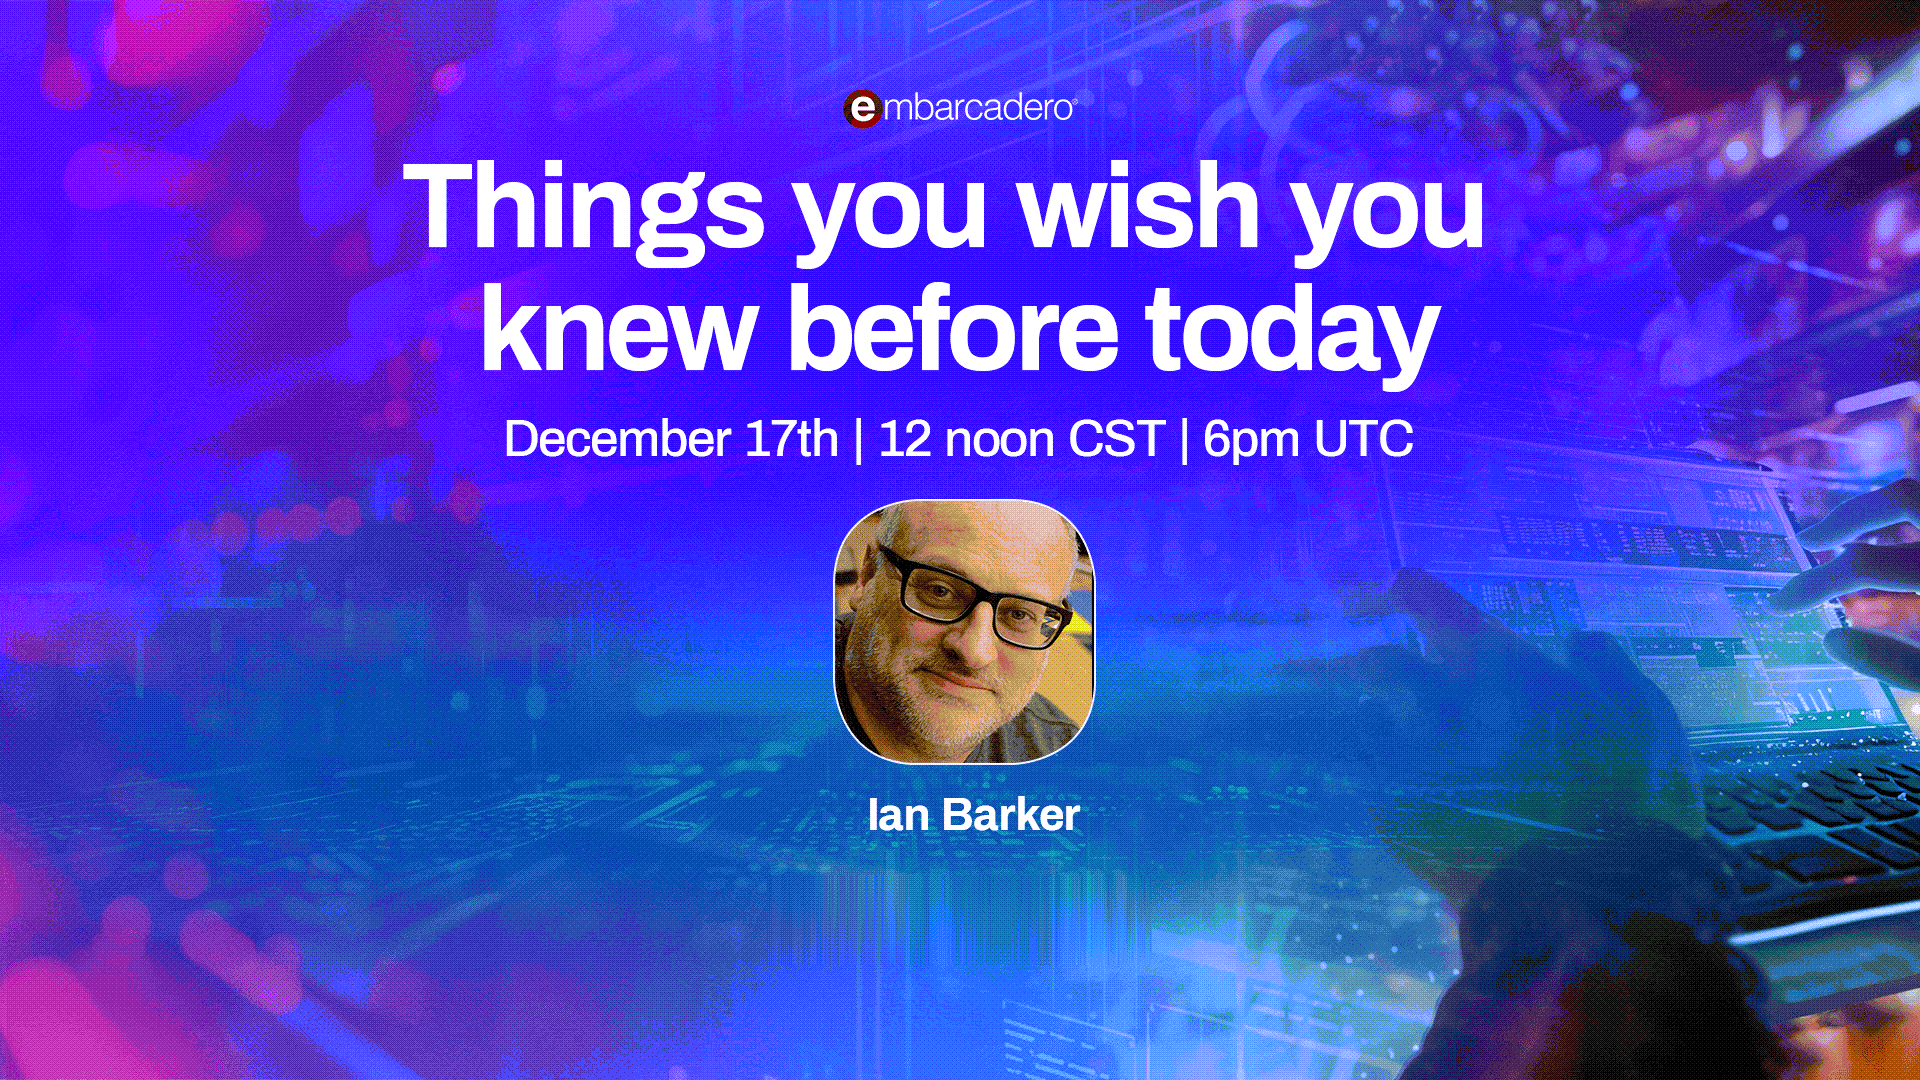 embarcadero
Things you wish you
knew before today
December 17th | 12 noon CST | 6pm UTC
Ian Barker